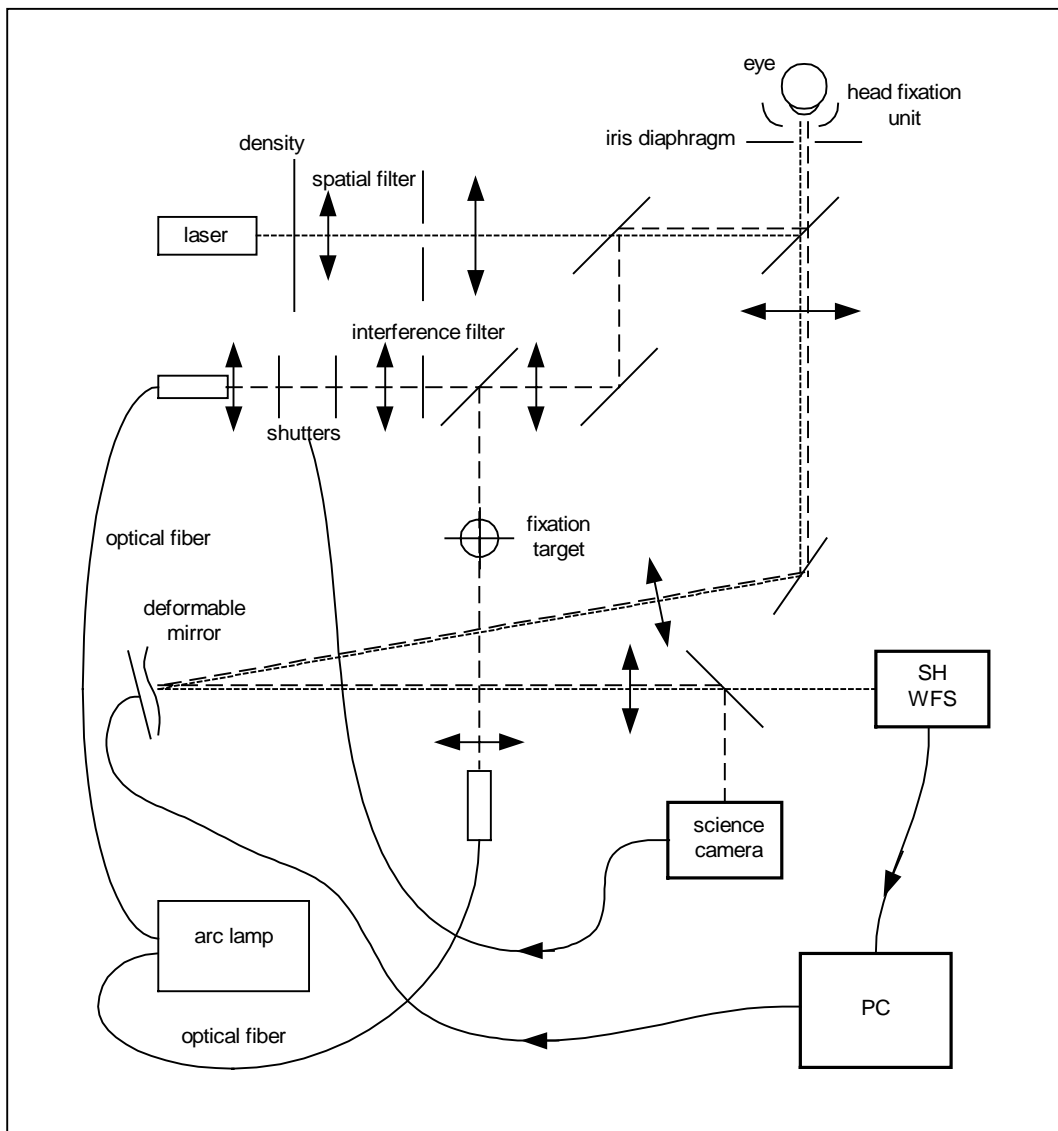 eye
head fixation
unit
iris diaphragm
density
spatial filter
laser
interference filter
shutters
optical fiber
fixation
target
deformable
mirror
SH
WFS
science
camera
arc lamp
PC
optical fiber